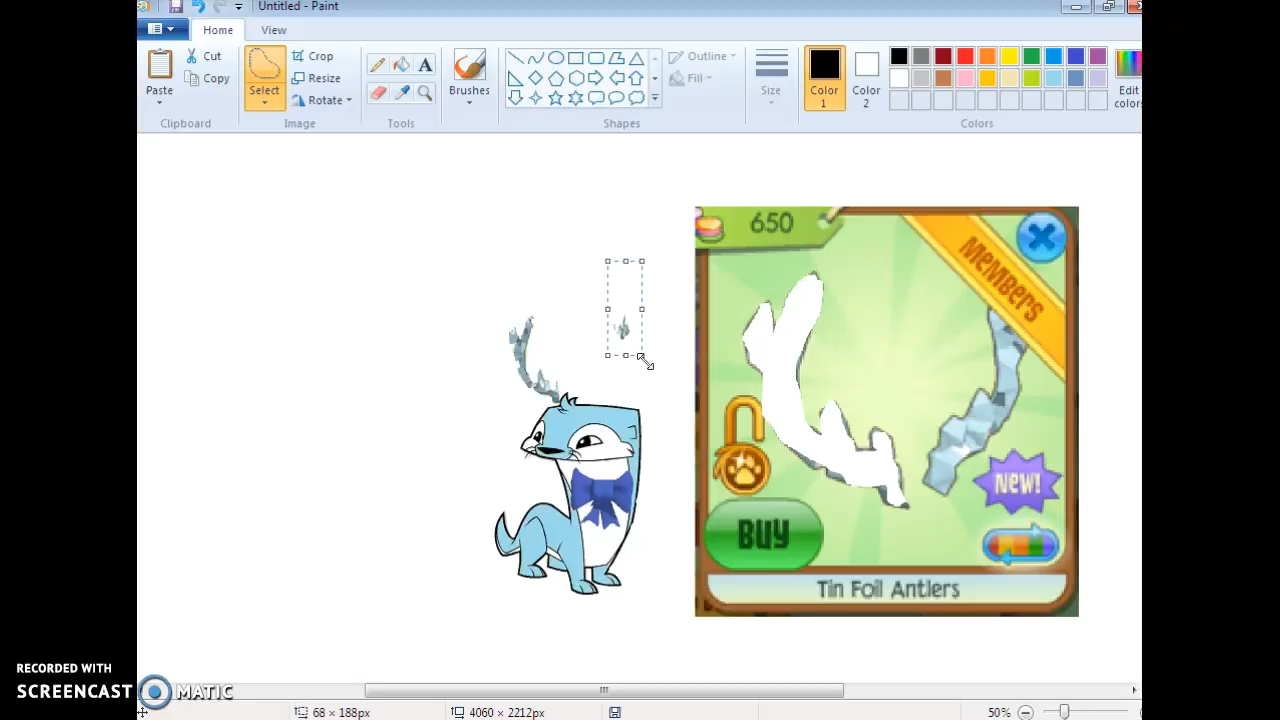 Untitled - Paint
Home View
Paste
Cut
Copy
Clipboard
Select
Crop
Resize
Rotate
Image
A
Tools
Brushes
Shapes
Outline
Fill
Size
Color 1
Color 2
Edit colors
Colors
650
Members
New!
BUY
Tin Foil Antlers
RECORDED WITH
SCREENCAST MATIC
68 × 188px
4060 × 2212px
50%